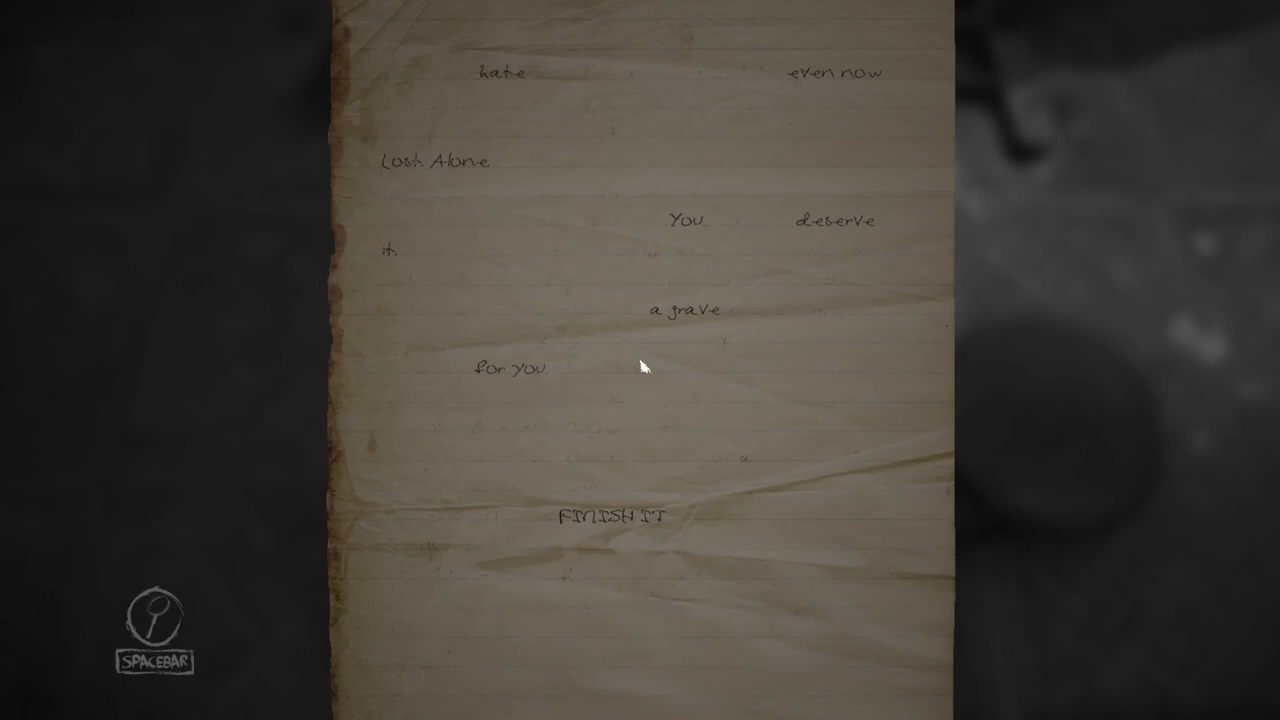 hate even now
Lost. Alone.
You deserve
it.
a grave
for you
a
FINISH IT
SPACEBAR